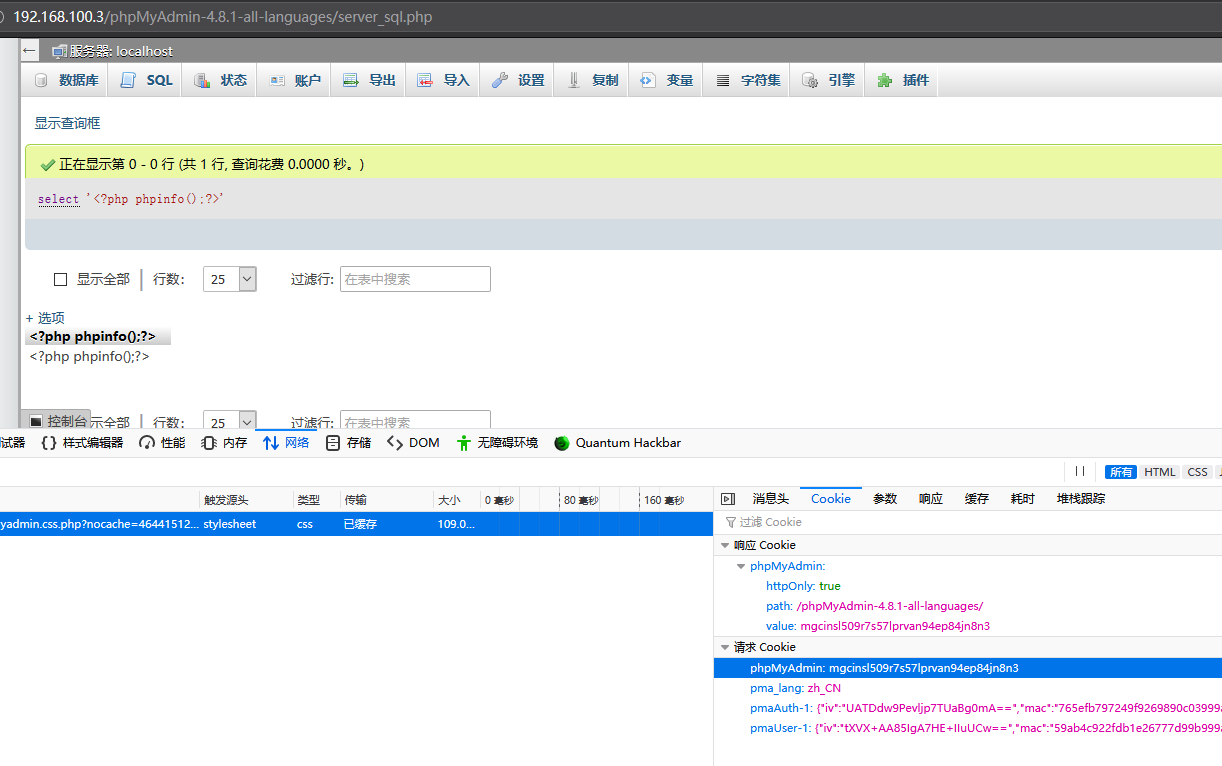 192.168.100.3/phpMyAdmin-4.8.1-all-languages/server_sql.php
服务器: localhost
数据库 SQL 状态 账户 导出 导入 设置 复制 变量 字符集 引擎 插件
显示查询框
正在显示第 0 - 0 行 (共 1 行, 查询花费 0.0000 秒。)
select '<?php phpinfo();?>'
显示全部 行数: 25 过滤行: 在表中搜索
+ 选项
<?php phpinfo();?>
<?php phpinfo();?>
控制台 示全部 行数: 25 过滤行: 在表中搜索
试器 {} 样式编辑器 性能 内存 网络 存储 DOM 无障碍环境 Quantum Hackbar
所有 HTML CSS
触发源头 类型 传输 大小 0 毫秒 80 毫秒 160 毫秒 消息头 Cookie 参数 响应 缓存 耗时 堆栈跟踪
yadmin.css.php?nocache=46441512... stylesheet css 已缓存 109.0...
过滤 Cookie
响应 Cookie
phpMyAdmin:
httpOnly: true
path: /phpMyAdmin-4.8.1-all-languages/
value: mgcinsl509r7s57lprvan94ep84jn8n3
请求 Cookie
phpMyAdmin: mgcinsl509r7s57lprvan94ep84jn8n3
pma_lang: zh_CN
pmaAuth-1: {"iv":"UATDdw9Pevljp7TUaBg0mA==","mac":"765efb797249f9269890c03999a
pmaUser-1: {"iv":"tXVX+AA85IgA7HE+IIuUCw==","mac":"59ab4c922fdb1e26777d99b999a